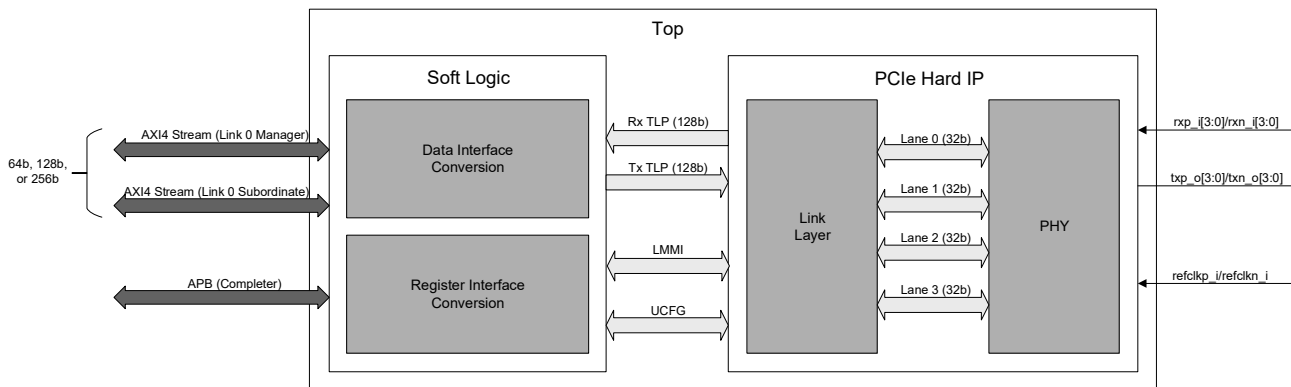 Top
Soft Logic
PCIe Hard IP
64b, 128b,
or 256b
AXI4 Stream (Link 0 Manager)
AXI4 Stream (Link 0 Subordinate)
APB (Completer)
Data Interface
Conversion
Register Interface
Conversion
Rx TLP (128b)
Tx TLP (128b)
LMMI
UCFG
Link
Layer
Lane 0 (32b)
Lane 1 (32b)
Lane 2 (32b)
Lane 3 (32b)
PHY
rxp_i[3:0]/rxn_i[3:0]
txp_o[3:0]/txn_o[3:0]
refclkp_i/refclkn_i